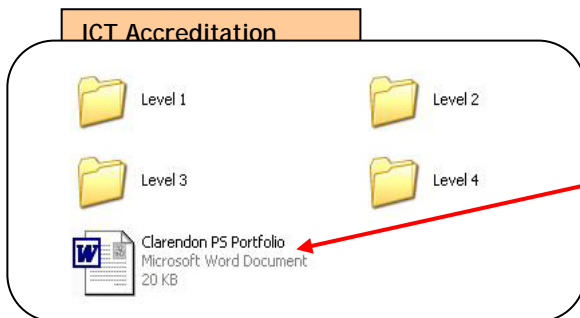 ICT Accreditation
Level 1
Level 2
Level 3
Level 4
Clarendon PS Portfolio
Microsoft Word Document
20 KB